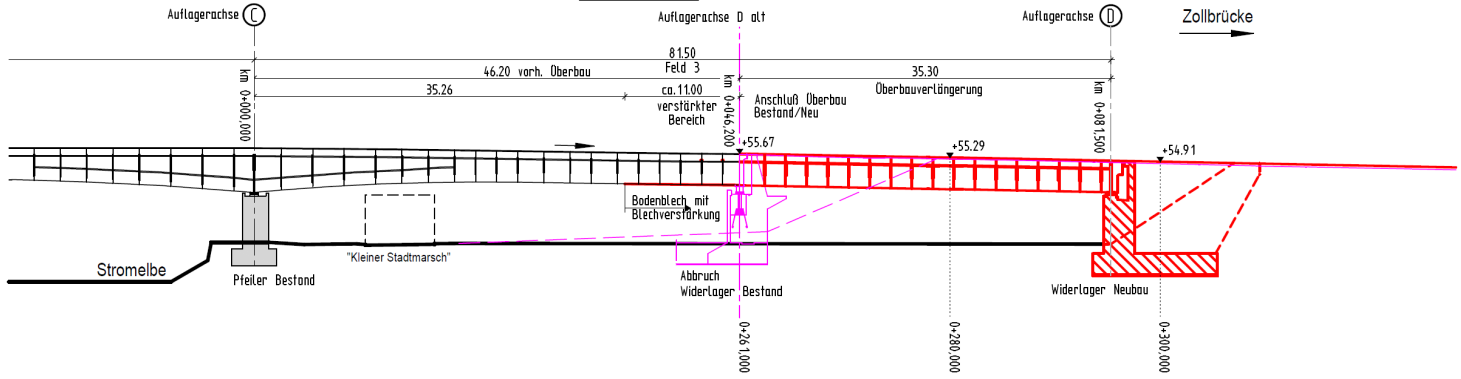 Auflagerachse C
Auflagerachse D alt
Auflagerachse D
Zollbrücke
81.50
Feld 3
46.20 vorh. Überbau
35.30
Überbauverlängerung
35.26
ca. 11.00
verstärkter
Bereich
Anschluß Überbau
Bestand/Neu
km 0+000,000
km 0+046,200
km 0+081.500
+55.67
+55.29
+54.91
Bodenblech mit
Blechverstärkung
Stromelbe
"Kleiner Stadtmarsch"
Pfeiler Bestand
Abbruch
Widerlager Bestand
Widerlager Neubau
0+261,000
0+280,000
0+300,000